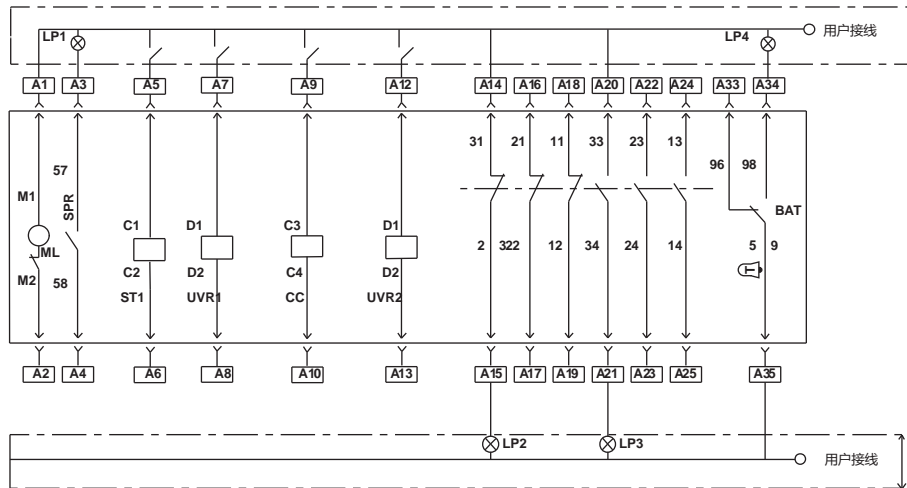 LP1 LP4 用户接线
A1 A3 A5 A7 A9 A12 A14 A16 A18 A20 A22 A24 A33 A34
31 21 11 33 23 13
57 96 98
M1 SPR
C1 D1 C3 D1 BAT
ML 2 322 12 34 24 14 5 9
M2 58 C2 D2 C4 D2 T
ST1 UVR1 CC UVR2
A2 A4 A6 A8 A10 A13 A15 A17 A19 A21 A23 A25 A35
LP2 LP3
用户接线